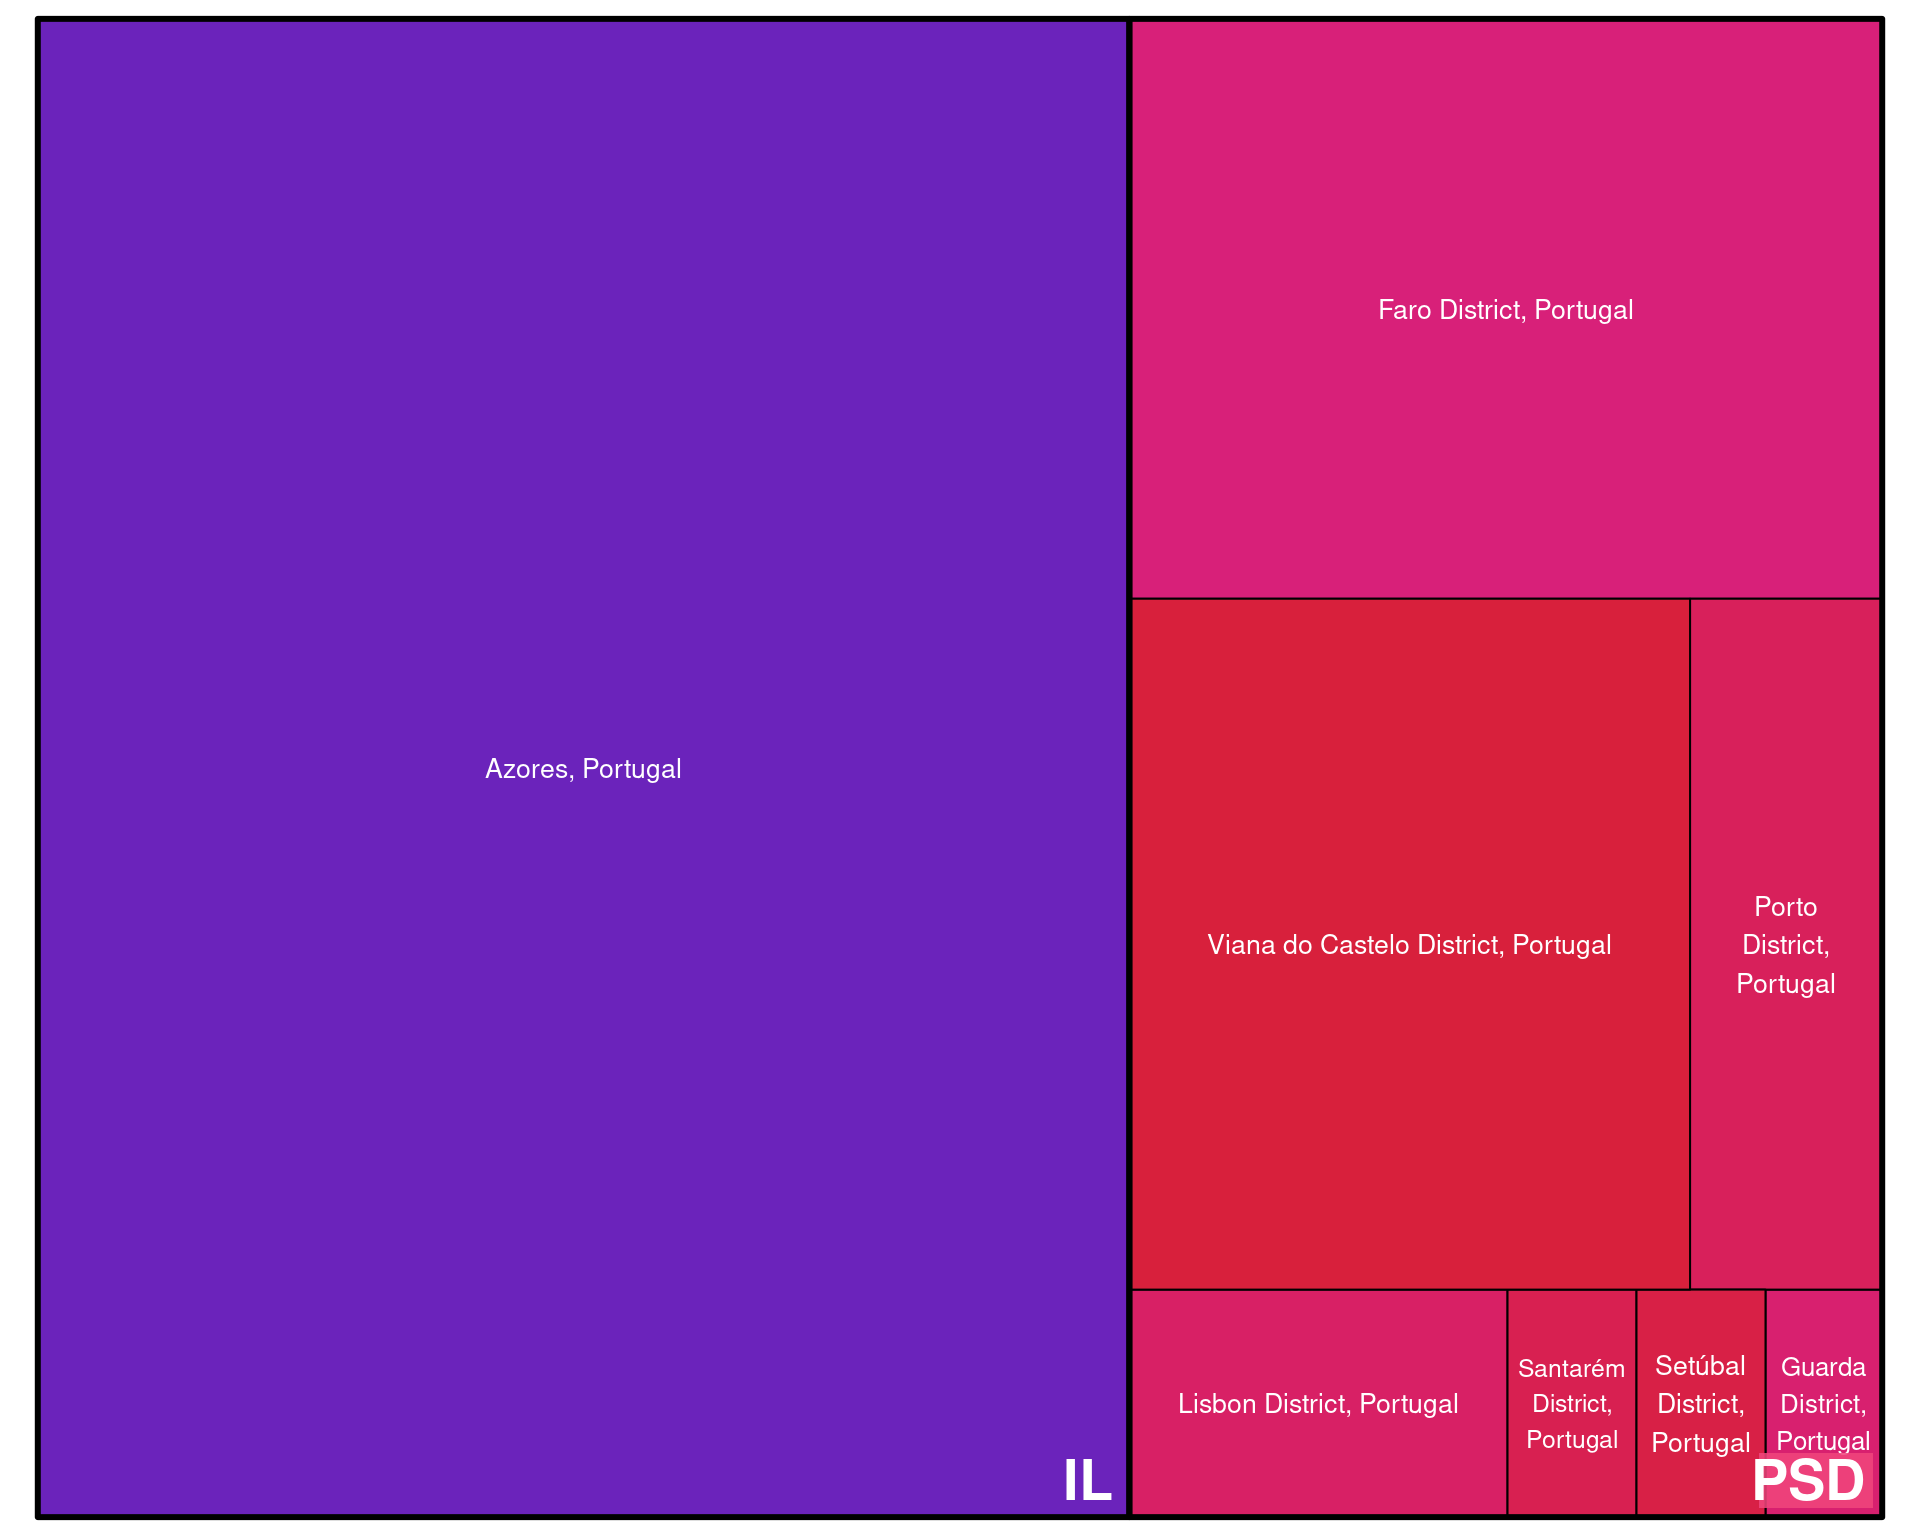 Azores, Portugal
IL
Faro District, Portugal
Viana do Castelo District, Portugal
Porto
District,
Portugal
Lisbon District, Portugal
Santarém
District,
Portugal
Setúbal
District,
Portugal
Guarda
District,
Portugal
PSD